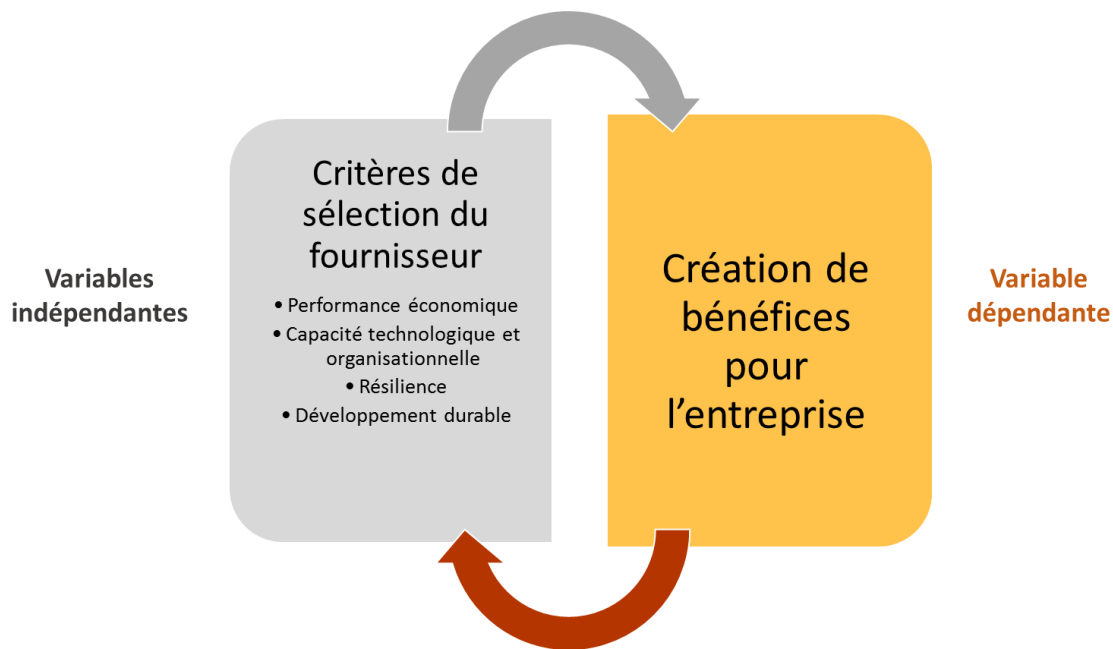 Variables
indépendantes
Critères de
sélection du
fournisseur
• Performance économique
• Capacité technologique et
organisationnelle
• Résilience
• Développement durable
Création de
bénéfices
pour
l'entreprise
Variable
dépendante